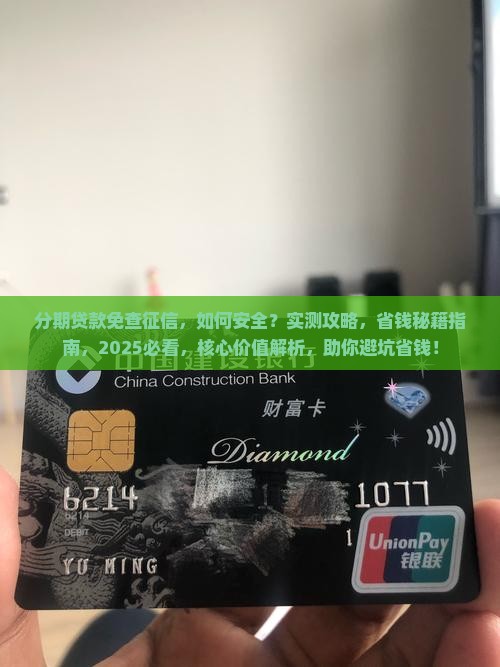 分期贷款免查征信，如何安全？实测攻略，省钱秘籍指
南，2025必看，核心价值解析，助你避坑省钱！
中国建设银行
China Construction Bank
财富卡
Diamond
6214 1077
6214
DEBIT
1
YU MING
UnionPay
银联